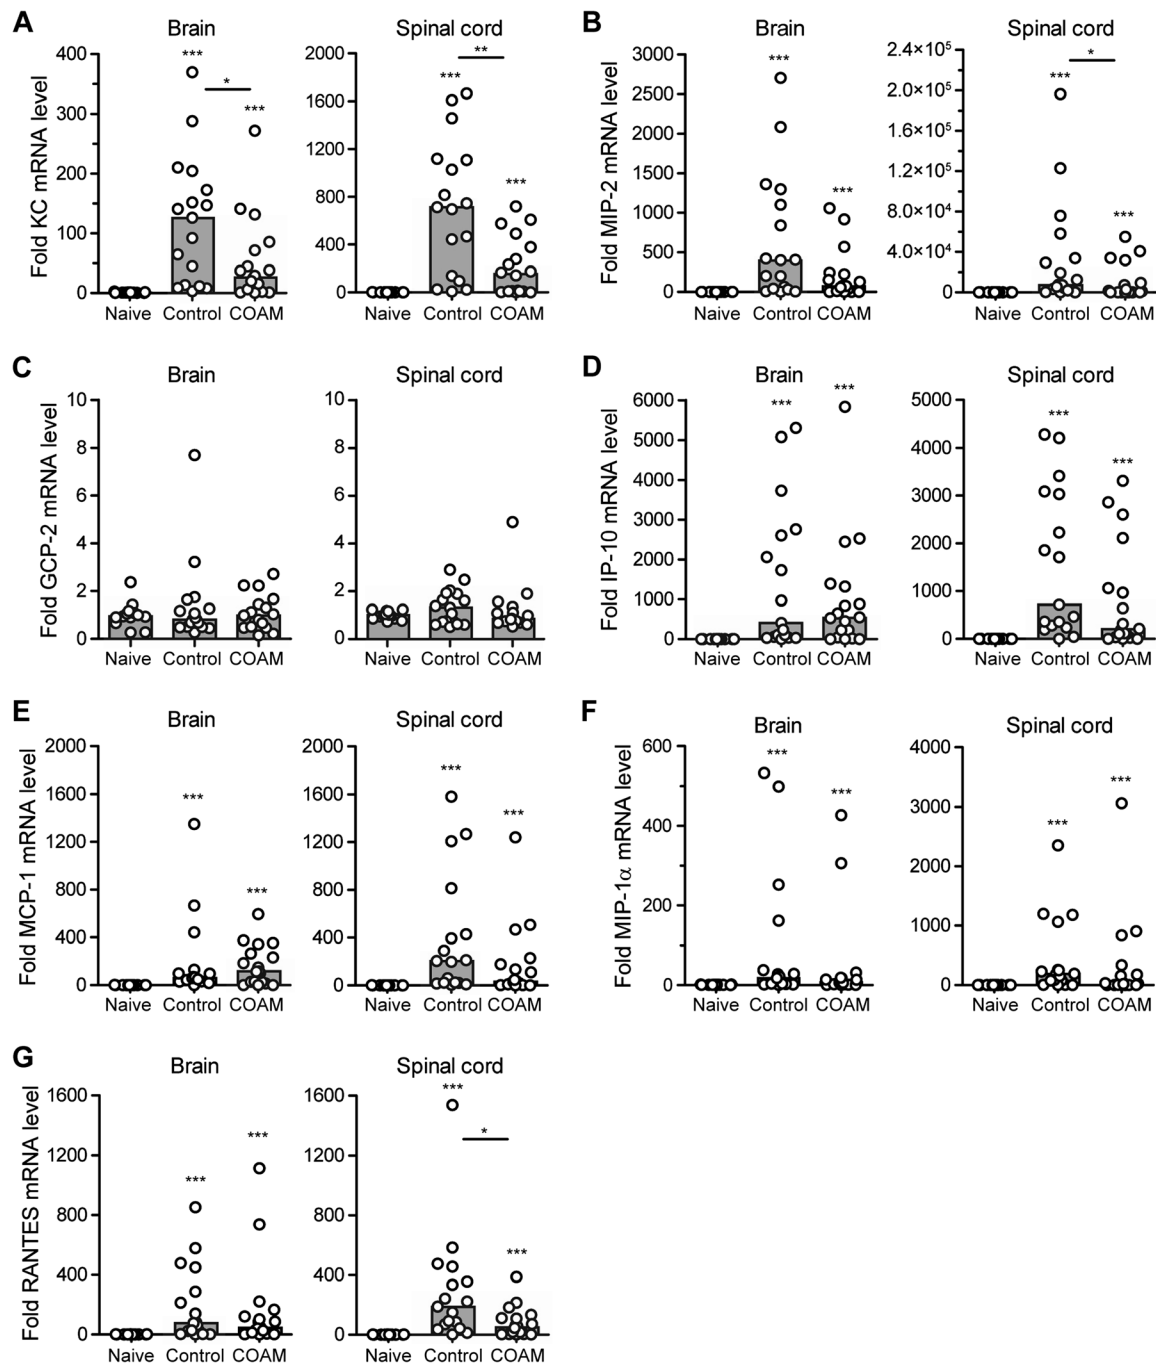 A
Brain
Spinal cord
Fold KC mRNA level
400
300
200
100
0
***
*
***
Naive Control COAM
2000
1600
1200
800
400
0
***
**
***
Naive Control COAM
B
Brain
Spinal cord
Fold MIP-2 mRNA level
3000
2500
2000
1500
1000
500
0
***
***
Naive Control COAM
2.4×10⁵
2.0×10⁵
1.6×10⁵
1.2×10⁵
8.0×10⁴
4.0×10⁴
0
***
*
***
Naive Control COAM
C
Brain
Spinal cord
Fold GCP-2 mRNA level
10
8
6
4
2
0
Naive Control COAM
10
8
6
4
2
0
Naive Control COAM
D
Brain
Spinal cord
Fold IP-10 mRNA level
6000
5000
4000
3000
2000
1000
0
***
***
Naive Control COAM
5000
4000
3000
2000
1000
0
***
***
Naive Control COAM
E
Brain
Spinal cord
Fold MCP-1 mRNA level
2000
1600
1200
800
400
0
***
***
Naive Control COAM
2000
1600
1200
800
400
0
***
***
Naive Control COAM
F
Brain
Spinal cord
Fold MIP-1α mRNA level
600
400
200
0
***
***
Naive Control COAM
4000
3000
2000
1000
0
***
***
Naive Control COAM
G
Brain
Spinal cord
Fold RANTES mRNA level
1600
1200
800
400
0
***
***
Naive Control COAM
1600
1200
800
400
0
***
*
***
Naive Control COAM